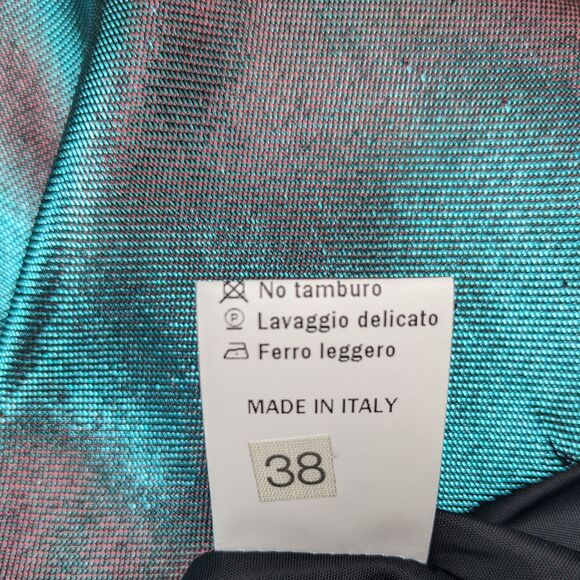 No tamburo
P Lavaggio delicato
Ferro leggero
MADE IN ITALY
38